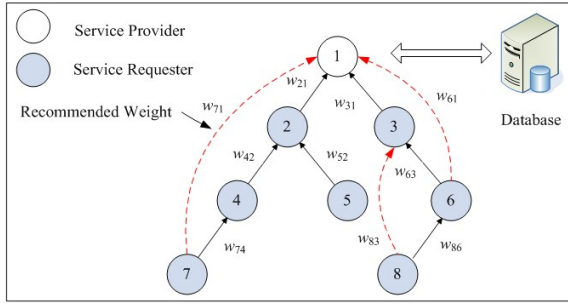 Service Provider
Service Requester
Recommended Weight
Database
1
2
3
4
5
6
7
8
w21
w31
w71
w61
w42
w52
w63
w74
w83
w86